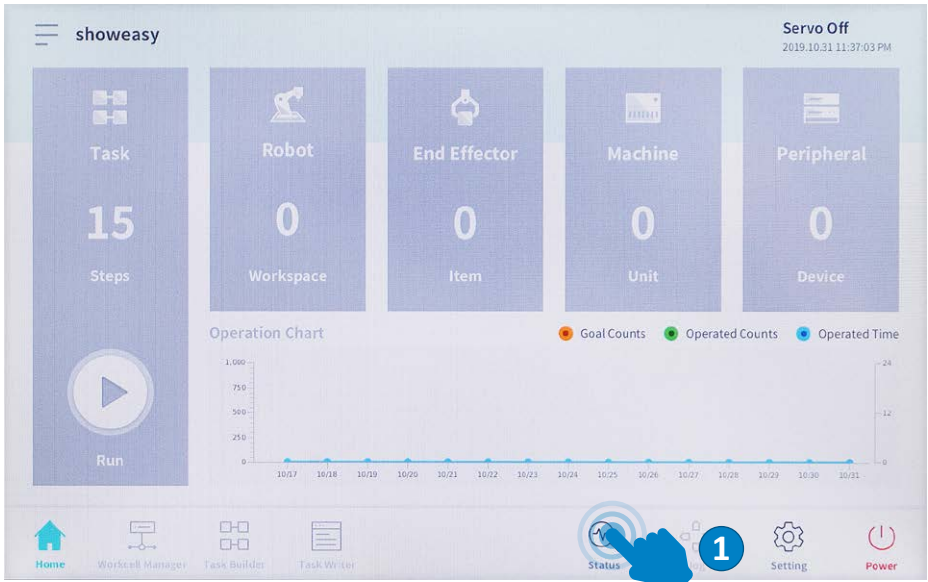 showeasy
Servo Off
2019.10.31 11:37:03 PM
Task
15
Steps
Run
Robot
0
Workspace
End Effector
0
Item
Machine
0
Unit
Peripheral
0
Device
Operation Chart
Goal Counts
Operated Counts
Operated Time
1,000
750
500
250
0
24
12
0
10/17 10/18 10/19 10/20 10/21 10/22 10/23 10/24 10/25 10/26 10/27 10/28 10/29 10/30 10/31
Home
Workcell Manager
Task Builder
Task Writer
Status
1
Setting
Power